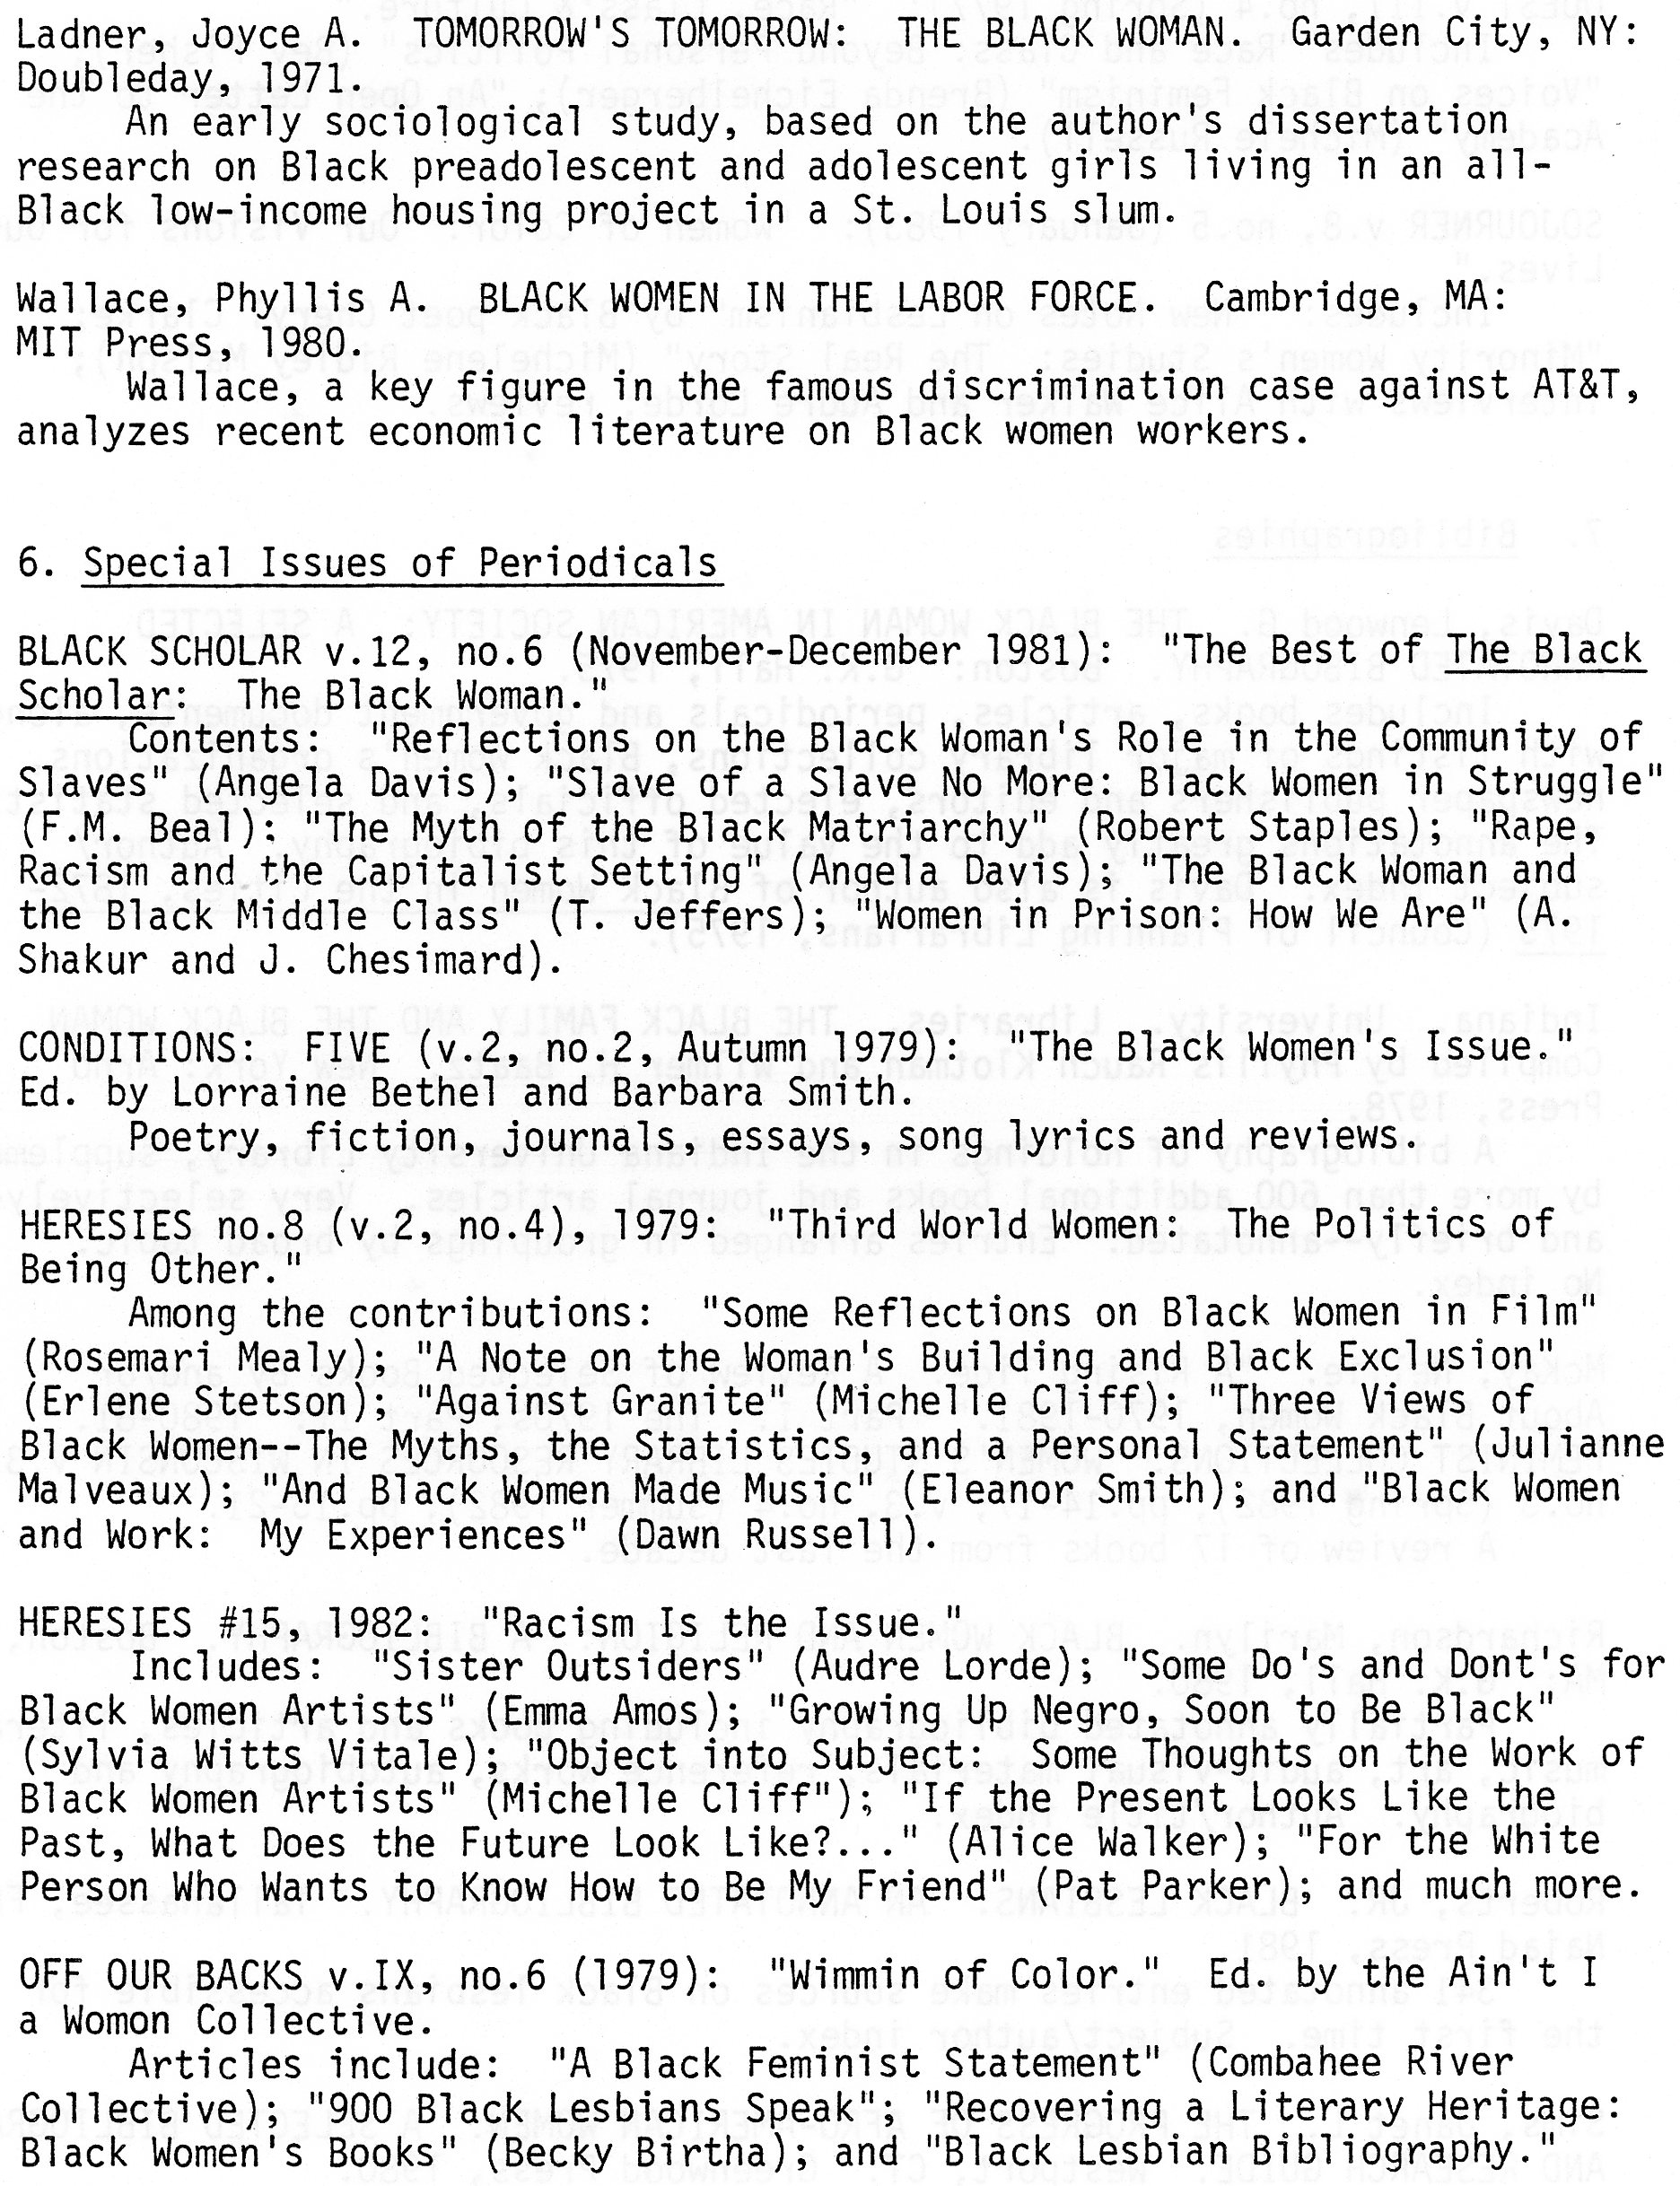 Ladner, Joyce A.  TOMORROW'S TOMORROW:  THE BLACK WOMAN.  Garden City, NY:
Doubleday, 1971.
An early sociological study, based on the author's dissertation
research on Black preadolescent and adolescent girls living in an all-
Black low-income housing project in a St. Louis slum.
Wallace, Phyllis A.  BLACK WOMEN IN THE LABOR FORCE.  Cambridge, MA:
MIT Press, 1980.
Wallace, a key figure in the famous discrimination case against AT&T,
analyzes recent economic literature on Black women workers.
6. Special Issues of Periodicals
BLACK SCHOLAR v.12, no.6 (November-December 1981):  "The Best of The Black
Scholar:  The Black Woman."
Contents:  "Reflections on the Black Woman's Role in the Community of
Slaves" (Angela Davis); "Slave of a Slave No More: Black Women in Struggle"
(F.M. Beal): "The Myth of the Black Matriarchy" (Robert Staples); "Rape,
Racism and the Capitalist Setting" (Angela Davis); "The Black Woman and
the Black Middle Class" (T. Jeffers); "Women in Prison: How We Are" (A.
Shakur and J. Chesimard).
CONDITIONS:  FIVE (v.2, no.2, Autumn 1979):  "The Black Women's Issue."
Ed. by Lorraine Bethel and Barbara Smith.
Poetry, fiction, journals, essays, song lyrics and reviews.
HERESIES no.8 (v.2, no.4), 1979:  "Third World Women:  The Politics of
Being Other."
Among the contributions:  "Some Reflections on Black Women in Film"
(Rosemari Mealy); "A Note on the Woman's Building and Black Exclusion"
(Erlene Stetson); "Against Granite" (Michelle Cliff); "Three Views of
Black Women--The Myths, the Statistics, and a Personal Statement" (Julianne
Malveaux); "And Black Women Made Music" (Eleanor Smith); and "Black Women
and Work:  My Experiences" (Dawn Russell).
HERESIES #15, 1982:  "Racism Is the Issue."
Includes:  "Sister Outsiders" (Audre Lorde); "Some Do's and Dont's for
Black Women Artists" (Emma Amos); "Growing Up Negro, Soon to Be Black"
(Sylvia Witts Vitale); "Object into Subject:  Some Thoughts on the Work of
Black Women Artists" (Michelle Cliff"); "If the Present Looks Like the
Past, What Does the Future Look Like?..." (Alice Walker); "For the White
Person Who Wants to Know How to Be My Friend" (Pat Parker); and much more.
OFF OUR BACKS v.IX, no.6 (1979):  "Wimmin of Color."  Ed. by the Ain't I
a Womon Collective.
Articles include:  "A Black Feminist Statement" (Combahee River
Collective); "900 Black Lesbians Speak"; "Recovering a Literary Heritage:
Black Women's Books" (Becky Birtha); and "Black Lesbian Bibliography."